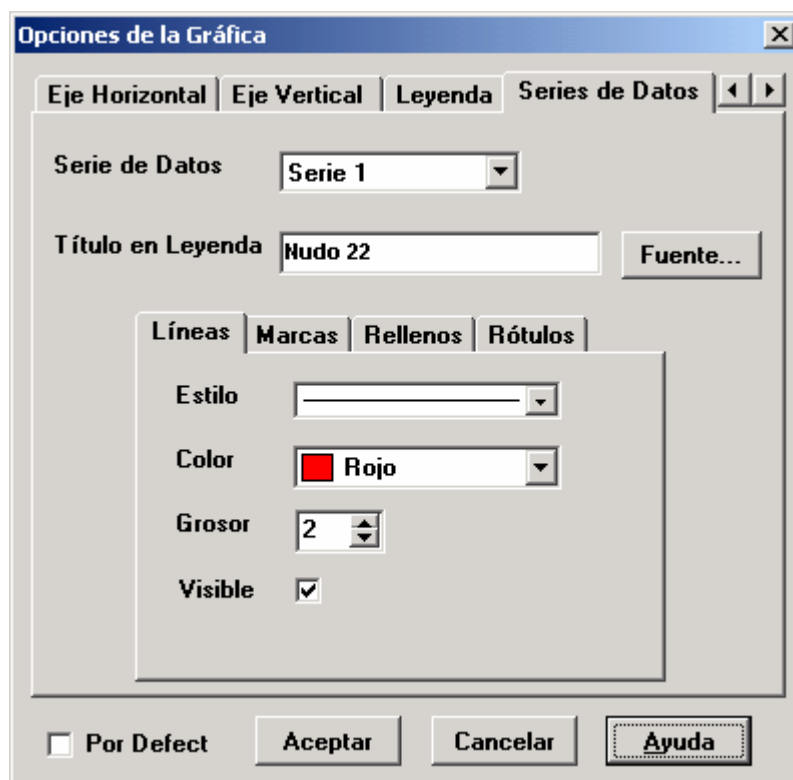 Opciones de la Gráfica
Eje Horizontal Eje Vertical Leyenda Series de Datos
Serie de Datos Serie 1
Título en Leyenda Nudo 22 Fuente...
Líneas Marcas Rellenos Rótulos
Estilo
Color Rojo
Grosor 2
Visible
Por Defect Aceptar Cancelar Ayuda